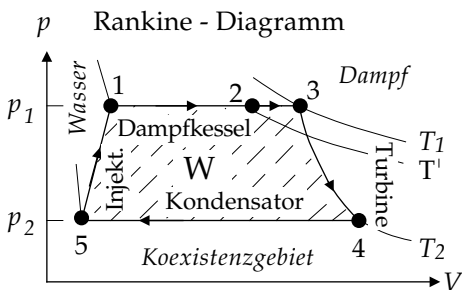 p Rankine - Diagramm
Wasser
1
2
3
Dampf
p1
Dampfkessel
T1
T'
Injekt.
W
Turbine
Kondensator
p2
5
4
Koexistenzgebiet
T2
V